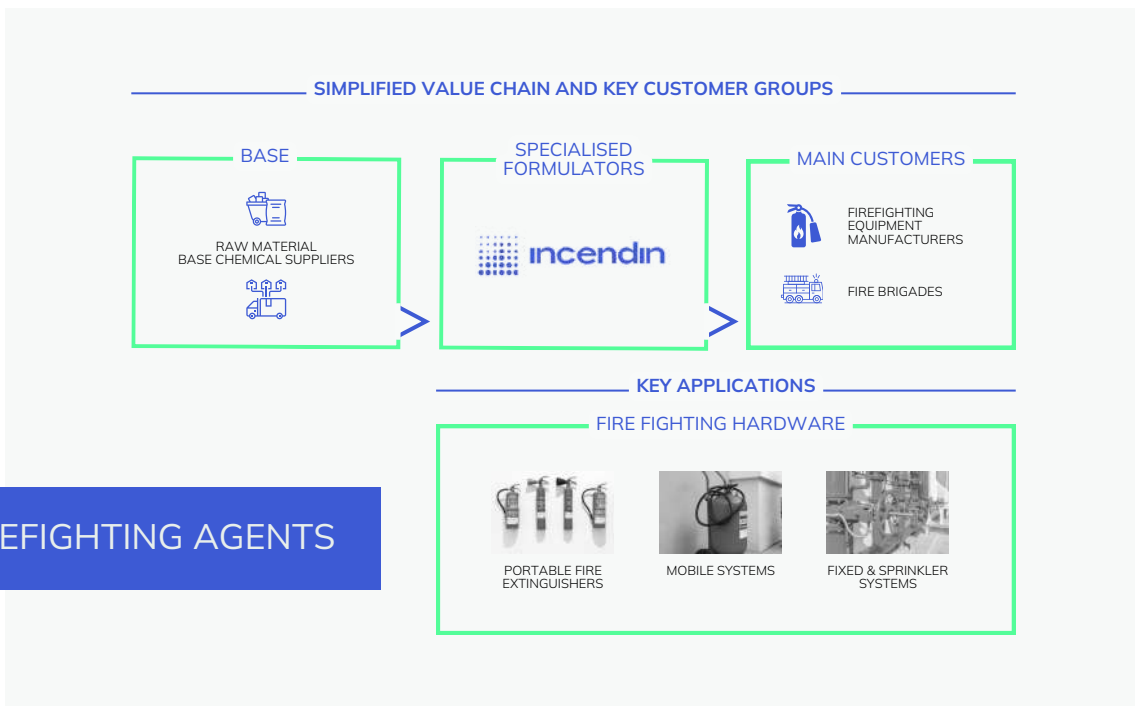 SIMPLIFIED VALUE CHAIN AND KEY CUSTOMER GROUPS
BASE
RAW MATERIAL
BASE CHEMICAL SUPPLIERS
SPECIALISED
FORMULATORS
incendin
MAIN CUSTOMERS
FIREFIGHTING
EQUIPMENT
MANUFACTURERS
FIRE BRIGADES
KEY APPLICATIONS
FIRE FIGHTING HARDWARE
PORTABLE FIRE
EXTINGUISHERS
MOBILE SYSTEMS
FIXED & SPRINKLER
SYSTEMS
EFIGHTING AGENTS